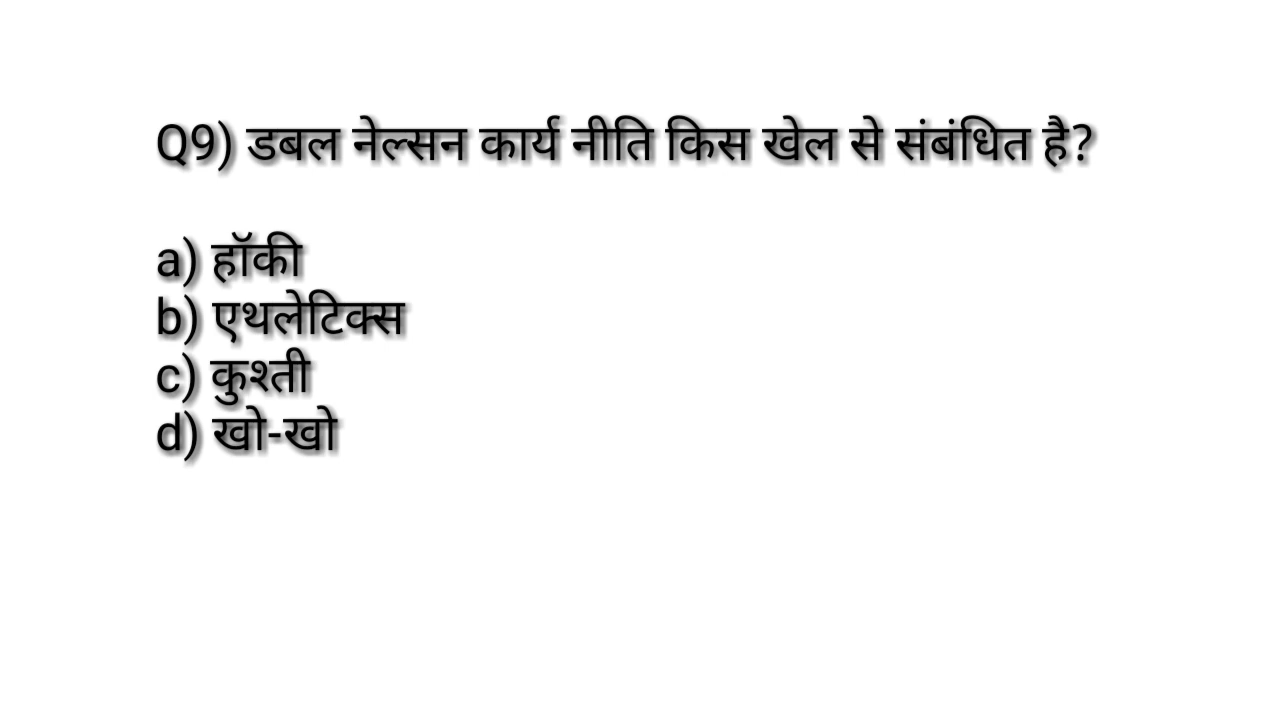 Q9) डबल नेल्सन कार्य नीति किस खेल से संबंधित है?
a) हॉकी
b) एथलेटिक्स
c) कुश्ती
d) खो-खो